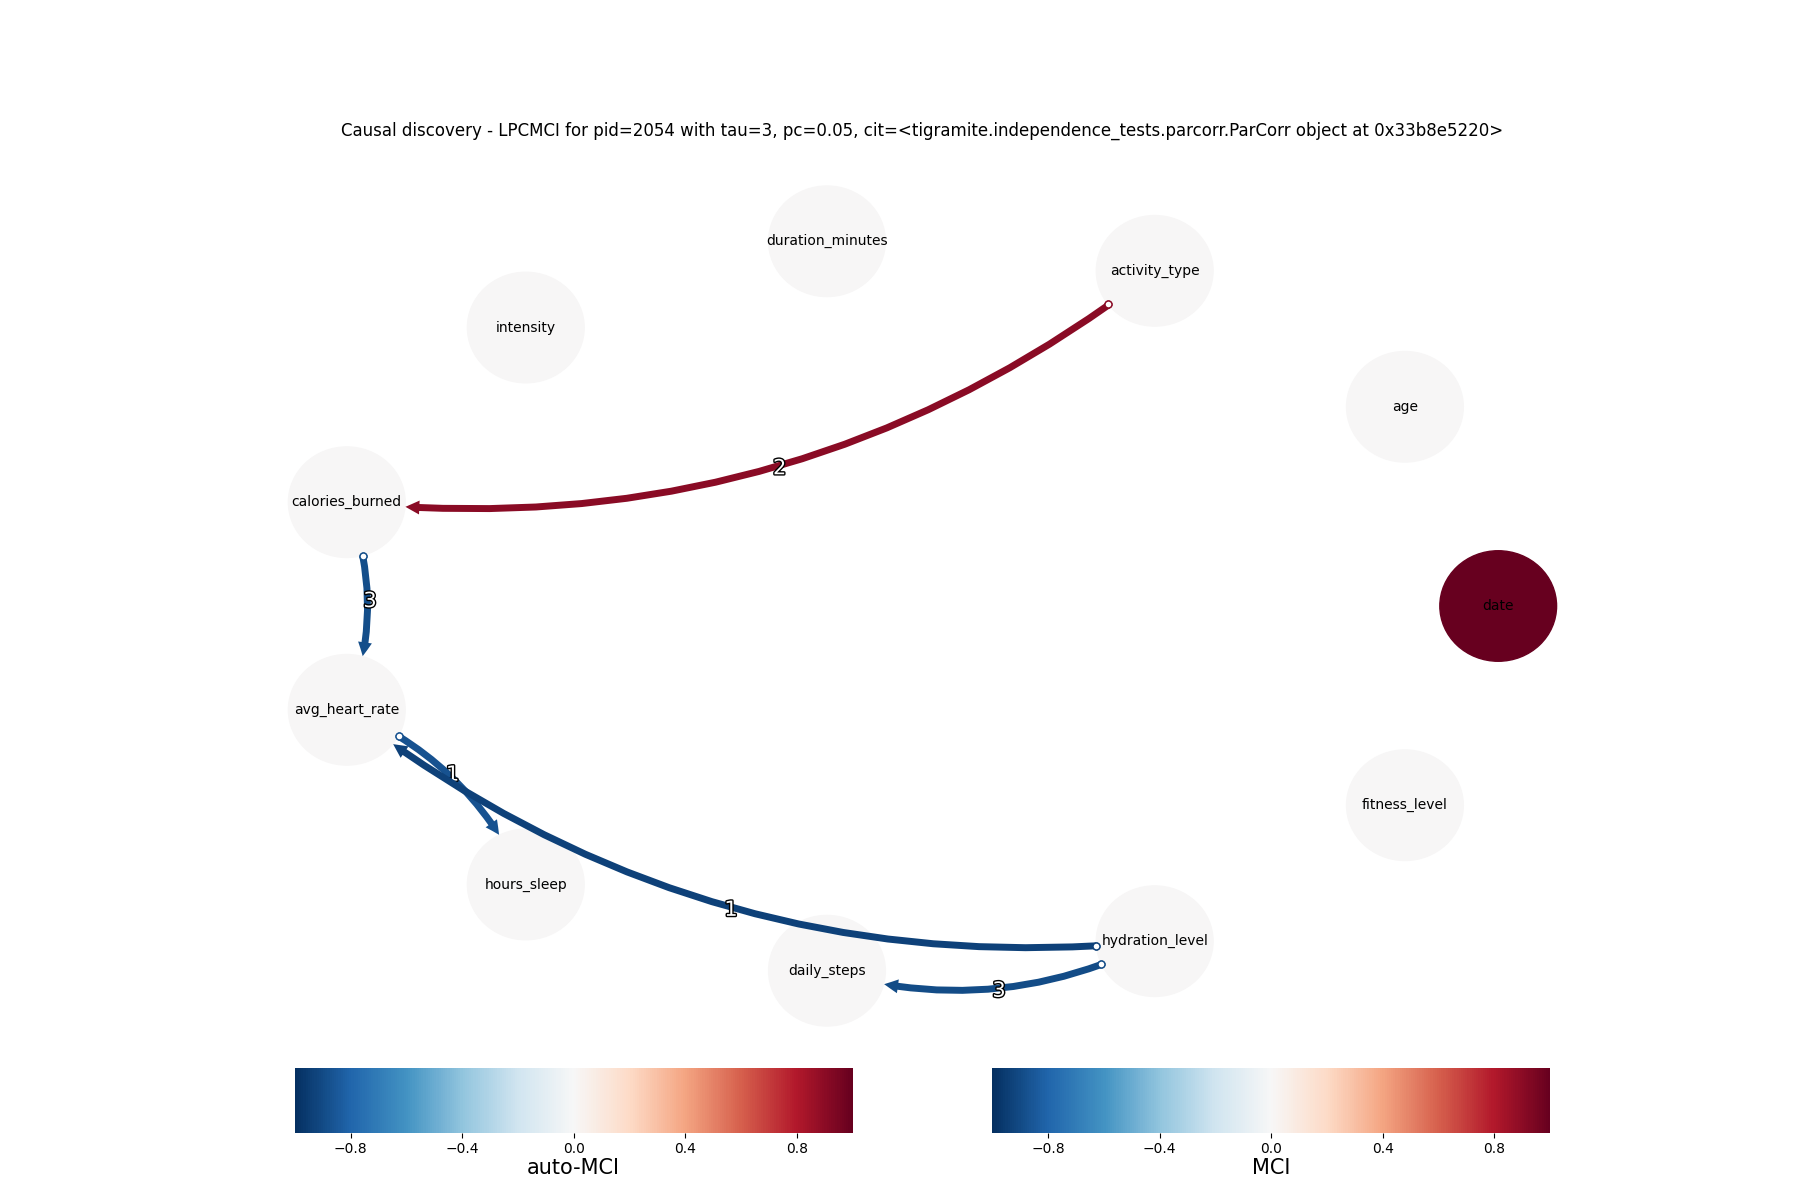 Causal discovery - LPCMCI for pid=2054 with tau=3, pc=0.05, cit=<tigramite.independence_tests.parcorr.ParCorr object at 0x33b8e5220>
duration_minutes
activity_type
intensity
age
2
calories_burned
3
date
avg_heart_rate
1
fitness_level
hours_sleep
1
hydration_level
daily_steps
3
−0.8 −0.4 0.0 0.4 0.8
auto-MCI
−0.8 −0.4 0.0 0.4 0.8
MCI